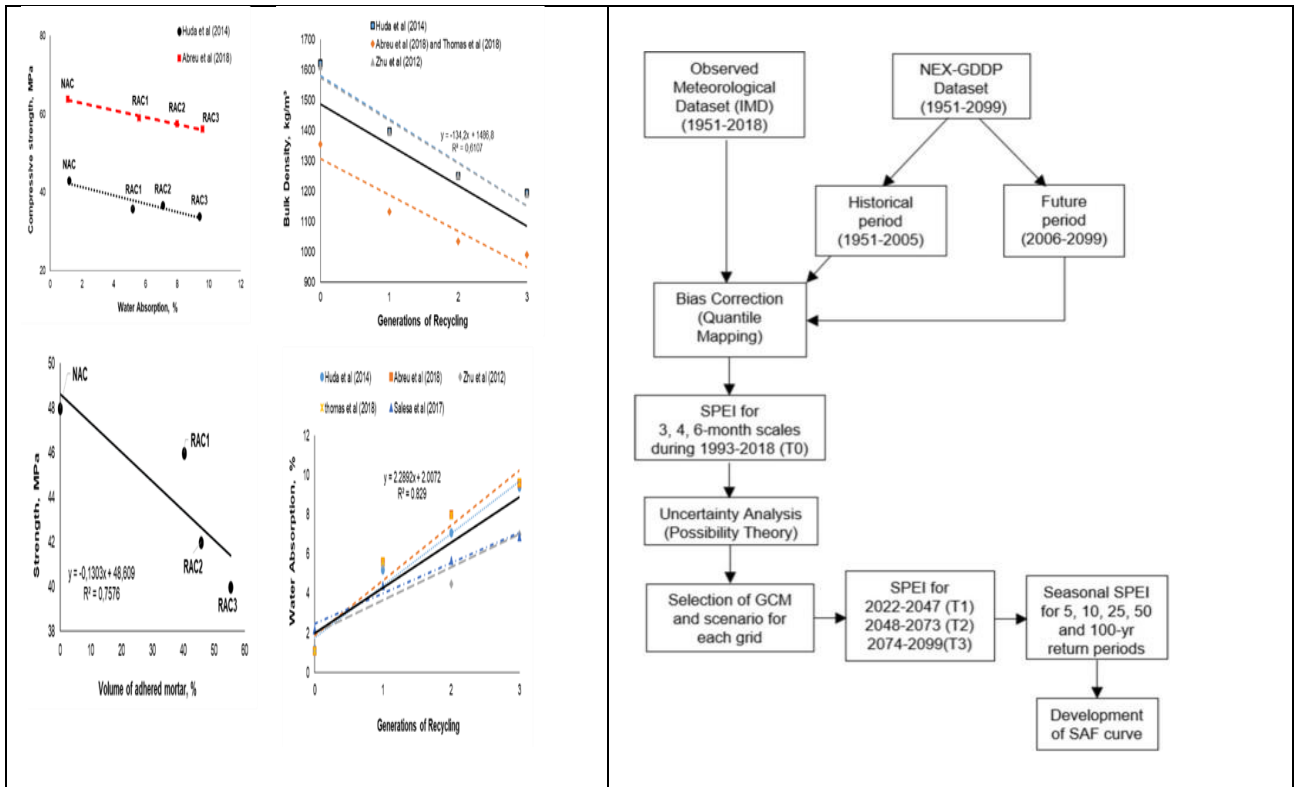 Huda et al (2014)
Abreu et al (2018)
Compressive strength, MPa
80
60
40
20
NAC
RAC1
RAC2
RAC3
NAC
RAC1
RAC2
RAC3
0 2 4 6 8 10 12
Water Absorption, %
Huda et al (2014)
Abreu et al (2018) and Thomas et al (2018)
Zhu et al (2012)
Bulk Density, kg/m³
1700
1600
1500
1400
1300
1200
1100
1000
900
y = -134,2x + 1486,8
R² = 0,6107
0 1 2 3
Generations of Recycling
Strength, MPa
50
48
46
44
42
40
38
NAC
RAC1
RAC2
RAC3
y = -0,1303x + 48,609
R² = 0,7576
0 10 20 30 40 50 60
Volume of adhered mortar, %
Huda et al (2014) Abreu et al (2018) Zhu et al (2012)
thomas et al (2018) Salesa et al (2017)
Water Absorption, %
12
10
8
6
4
2
0
y = 2.2892x + 2.0072
R² = 0.829
0 1 2 3
Generations of Recycling
Observed
Meteorological
Dataset (IMD)
(1951-2018)
NEX-GDDP
Dataset
(1951-2099)
Historical
period
(1951-2005)
Future
period
(2006-2099)
Bias Correction
(Quantile
Mapping)
SPEI for
3, 4, 6-month scales
during 1993-2018 (T0)
Uncertainty Analysis
(Possibility Theory)
Selection of GCM
and scenario for
each grid
SPEI for
2022-2047 (T1)
2048-2073 (T2)
2074-2099(T3)
Seasonal SPEI
for 5, 10, 25, 50
and 100-yr
return periods
Development
of SAF curve